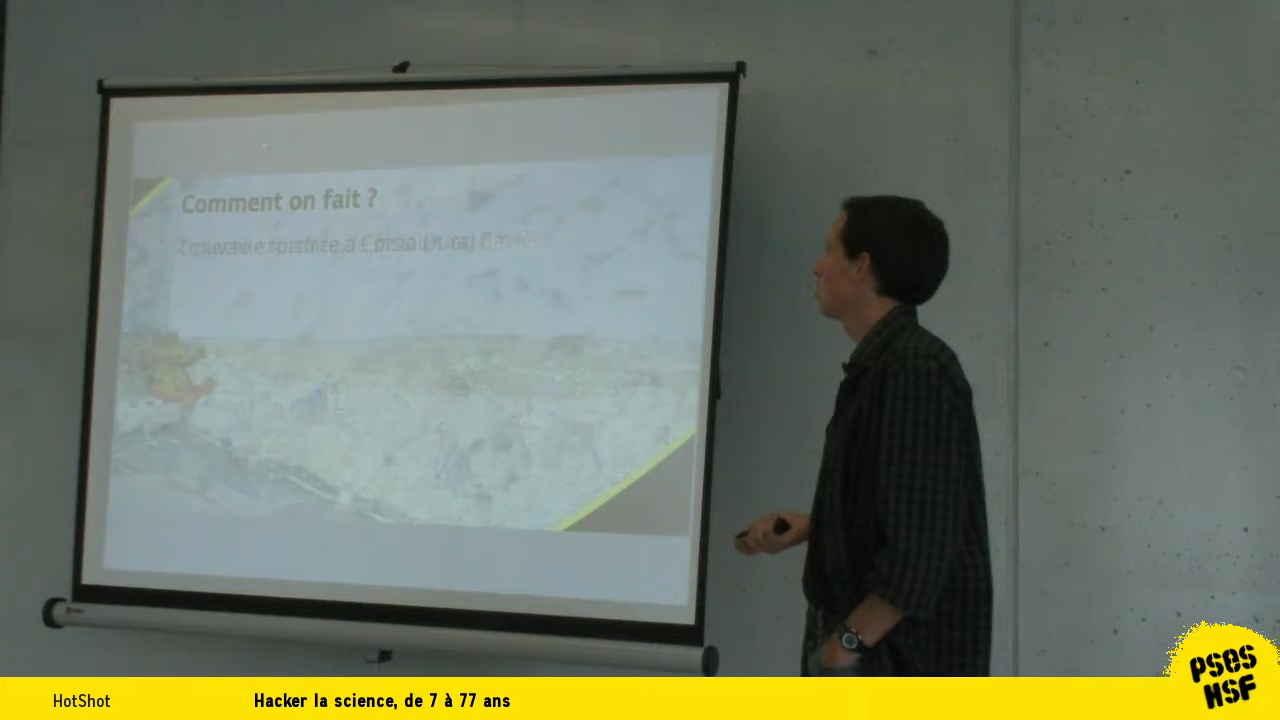 Comment on fait ?
HotShot
Hacker la science, de 7 à 77 ans
PSES
HSF